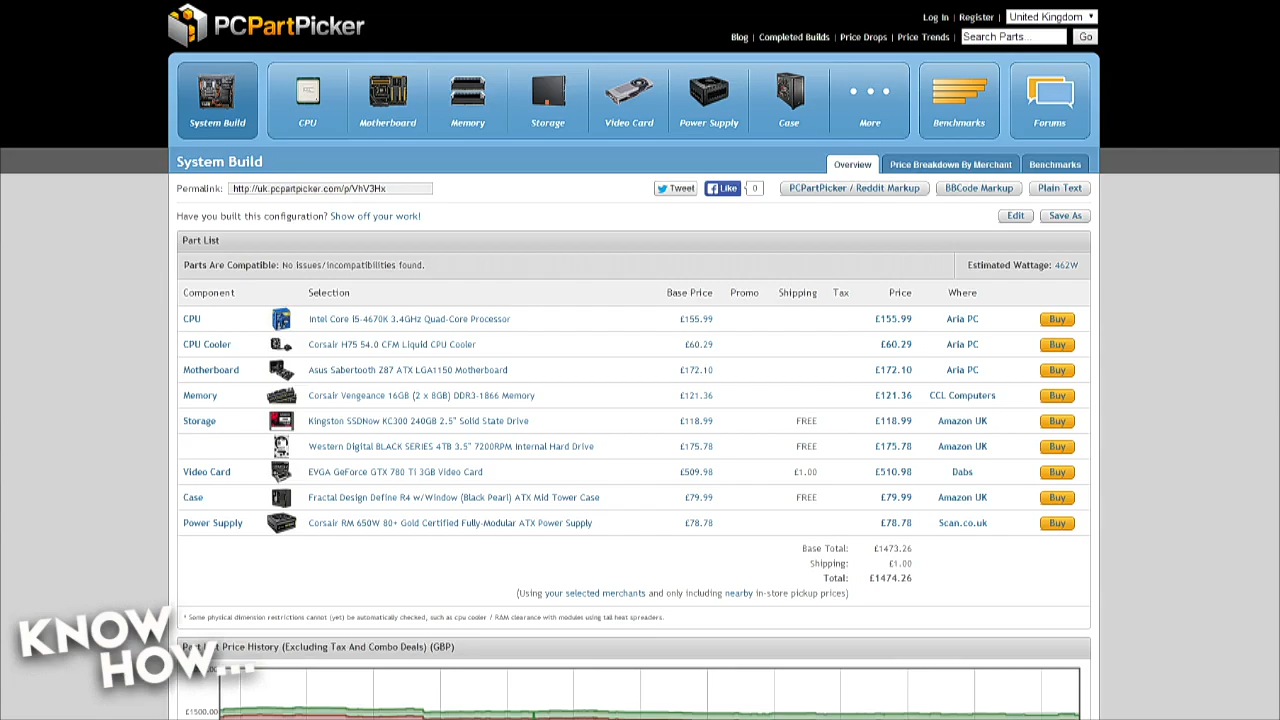 PCPartPicker
Log In | Register | United Kingdom
Blog | Completed Builds | Price Drops | Price Trends | Search Parts... Go
System Build CPU Motherboard Memory Storage Video Card Power Supply Case More Benchmarks Forums
System Build Overview Price Breakdown By Merchant Benchmarks
Permalink: http://uk.pcpartpicker.com/p/VhV3Hx Tweet Like 0 PCPartPicker / Reddit Markup BBCode Markup Plain Text
Have you built this configuration? Show off your work! Edit Save As
Part List
Parts Are Compatible: No issues/incompatibilities found. Estimated Wattage: 462W
Component Selection Base Price Promo Shipping Tax Price Where
CPU Intel Core i5-4670K 3.4GHz Quad-Core Processor £155.99 £155.99 Aria PC Buy
CPU Cooler Corsair H75 54.0 CFM Liquid CPU Cooler £60.29 £60.29 Aria PC Buy
Motherboard Asus Sabertooth Z87 ATX LGA1150 Motherboard £172.10 £172.10 Aria PC Buy
Memory Corsair Vengeance 16GB (2 x 8GB) DDR3-1866 Memory £121.36 £121.36 CCL Computers Buy
Storage Kingston SSDNow KC300 240GB 2.5" Solid State Drive £118.99 FREE £118.99 Amazon UK Buy
Western Digital BLACK SERIES 4TB 3.5" 7200RPM Internal Hard Drive £175.78 FREE £175.78 Amazon UK Buy
Video Card EVGA GeForce GTX 780 Ti 3GB Video Card £509.98 £1.00 £510.98 Dabs Buy
Case Fractal Design Define R4 w/Window (Black Pearl) ATX Mid Tower Case £79.99 FREE £79.99 Amazon UK Buy
Power Supply Corsair RM 650W 80+ Gold Certified Fully-Modular ATX Power Supply £78.78 £78.78 Scan.co.uk Buy
Base Total: £1473.26
Shipping: £1.00
Total: £1474.26
(Using your selected merchants and only including nearby in-store pickup prices)
* Some physical dimension restrictions cannot (yet) be automatically checked, such as cpu cooler / RAM clearance with modules using tall heat spreaders.
KNOW
HOW...
Price History (Excluding Tax And Combo Deals) (GBP)
£1500.00